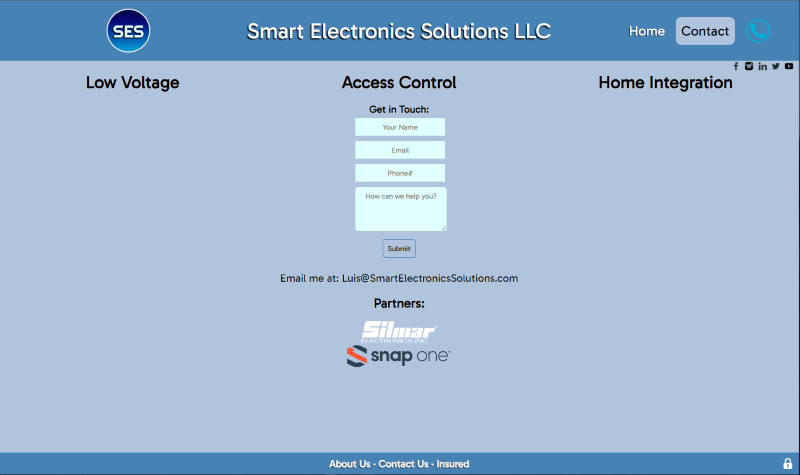 SES
Smart Electronics Solutions LLC
Home
Contact
Low Voltage
Access Control
Home Integration
Get in Touch:
Your Name
Email
Phone#
How can we help you?
Submit
Email me at: Luis@SmartElectronicsSolutions.com
Partners:
Silmar
ELECTRONICS INC
snap one™
About Us · Contact Us · Insured